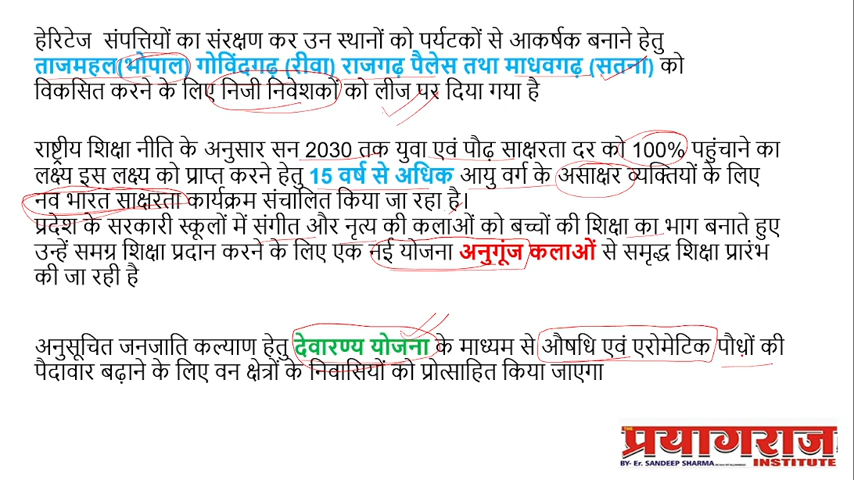 हेरिटेज संपत्तियों का संरक्षण कर उन स्थानों को पर्यटकों से आकर्षक बनाने हेतु
ताजमहल(भोपाल) गोविंदगढ़ (रीवा) राजगढ़ पैलेस तथा माधवगढ़ (सतना) को
विकसित करने के लिए निजी निवेशकों को लीज पर दिया गया है
राष्ट्रीय शिक्षा नीति के अनुसार सन 2030 तक युवा एवं पौढ़ साक्षरता दर को 100% पहुंचाने का
लक्ष्य इस लक्ष्य को प्राप्त करने हेतु 15 वर्ष से अधिक आयु वर्ग के असाक्षर व्यक्तियों के लिए
नव भारत साक्षरता कार्यक्रम संचालित किया जा रहा है।
प्रदेश के सरकारी स्कूलों में संगीत और नृत्य की कलाओं को बच्चों की शिक्षा का भाग बनाते हुए
उन्हें समग्र शिक्षा प्रदान करने के लिए एक नई योजना अनुगूंज कलाओं से समृद्ध शिक्षा प्रारंभ
की जा रही है
अनुसूचित जनजाति कल्याण हेतु देवारण्य योजना के माध्यम से औषधि एवं एरोमेटिक पौधों की
पैदावार बढ़ाने के लिए वन क्षेत्रों के निवासियों को प्रोत्साहित किया जाएगा
THE
प्रयागराज
BY- Er. SANDEEP SHARMA
INSTITUTE